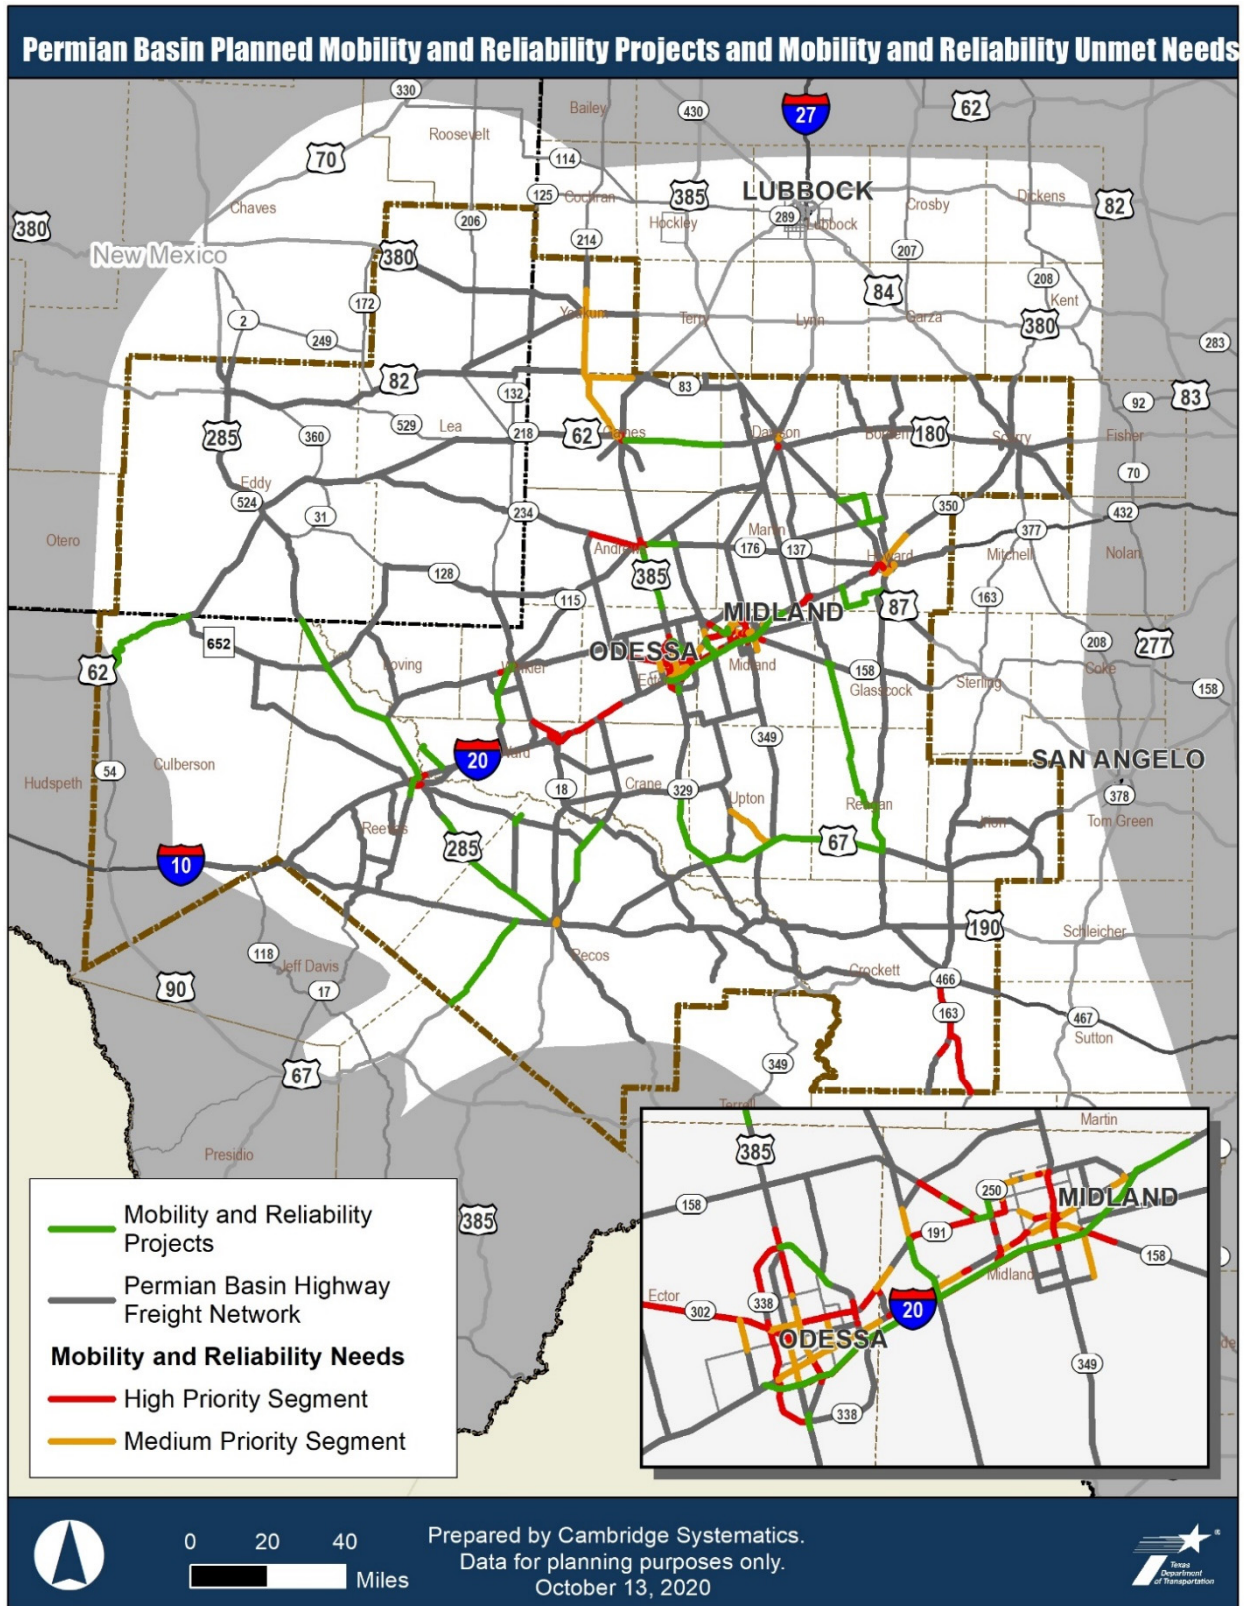 Permian Basin Planned Mobility and Reliability Projects and Mobility and Reliability Unmet Needs
330
Bailey
430
27
62
Roosevelt
70
114
LUBBOCK
385
125
Cochran
Dickens
82
Chaves
Hockley
289
Lubbock
Crosby
380
206
214
207
New Mexico
380
208
84
Kent
172
Yoakum
Terry
Lynn
Garza
380
2
249
283
82
83
132
92
83
285
360
529
Lea
218
62
Gaines
Dawson
Borden
180
Scurry
Fisher
70
Eddy
524
31
234
350
432
377
Otero
Martin
Andrews
176
137
Howard
Mitchell
Nolan
385
128
115
163
MIDLAND
87
652
ODESSA
208
277
62
Loving
Winkler
Midland
158
Coke
Ector
Glasscock
Sterling
158
349
SAN ANGELO
20
Ward
54
Culberson
Hudspeth
18
Crane
329
Upton
378
Reagan
Irion
Tom Green
Reeves
285
67
10
190
Schleicher
118
Pecos
Jeff Davis
Crockett
90
17
466
163
467
Sutton
349
67
Terrell
Presidio
385
Martin
385
158
250
MIDLAND
191
158
Ector
302
338
Midland
20
ODESSA
349
338
Mobility and Reliability
Projects
Permian Basin Highway
Freight Network
Mobility and Reliability Needs
High Priority Segment
Medium Priority Segment
0 20 40
Miles
Prepared by Cambridge Systematics.
Data for planning purposes only.
October 13, 2020
Texas
Department
of Transportation